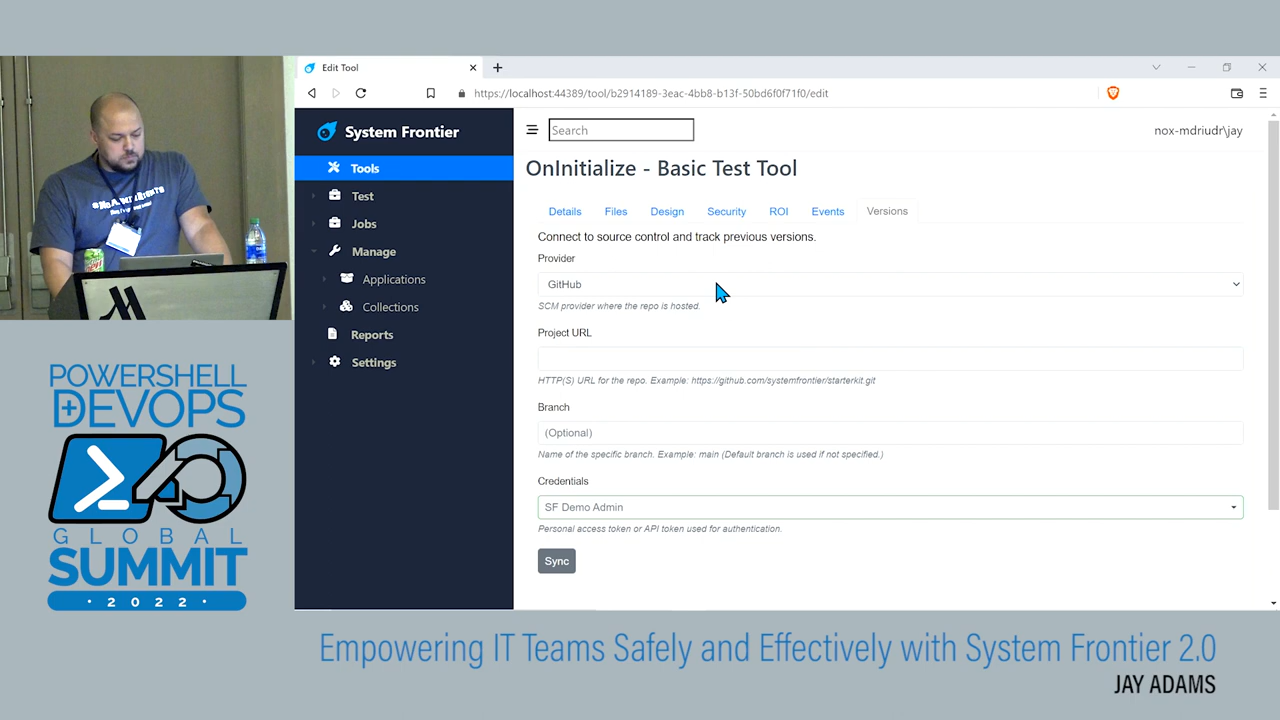 Edit Tool
https://localhost:44389/tool/b2914189-3eac-4bb8-b13f-50bd6f0f71f0/edit
System Frontier
Search
nox-mdriudr\jay
Tools
Test
Jobs
Manage
Applications
Collections
Reports
Settings
OnInitialize - Basic Test Tool
Details Files Design Security ROI Events Versions
Connect to source control and track previous versions.
Provider
GitHub
SCM provider where the repo is hosted.
Project URL
HTTP(S) URL for the repo. Example: https://github.com/systemfrontier/starterkit.git
Branch
(Optional)
Name of the specific branch. Example: main (Default branch is used if not specified.)
Credentials
SF Demo Admin
Personal access token or API token used for authentication.
Sync
POWERSHELL
+DEVOPS
GLOBAL
SUMMIT
· 2022 ·
Empowering IT Teams Safely and Effectively with System Frontier 2.0
JAY ADAMS